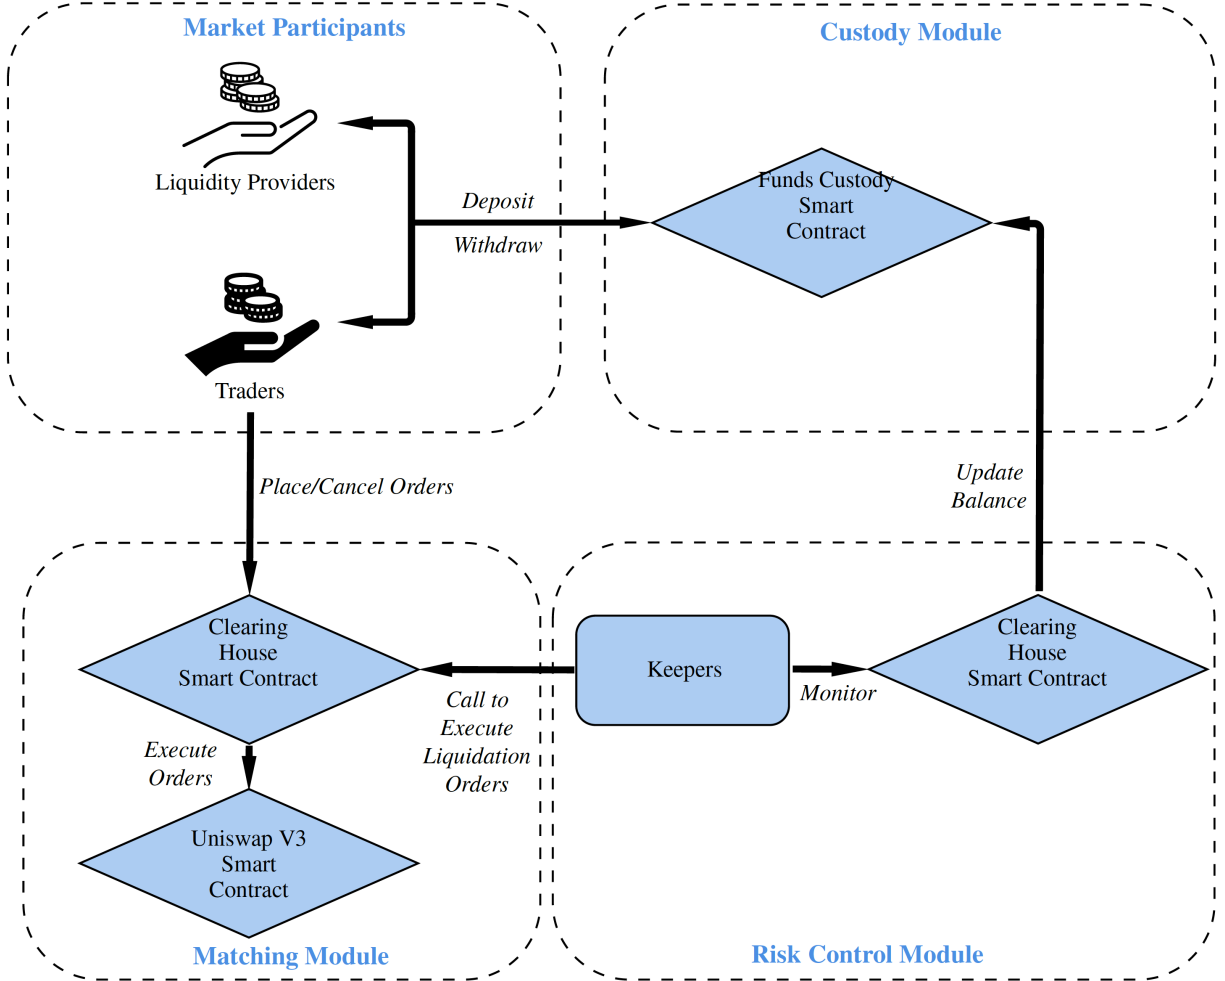 Market Participants
Custody Module
Liquidity Providers
Deposit
Withdraw
Funds Custody
Smart
Contract
Traders
Place/Cancel Orders
Update
Balance
Clearing
House
Smart Contract
Keepers
Clearing
House
Smart Contract
Call to
Execute
Liquidation
Orders
Monitor
Execute
Orders
Uniswap V3
Smart
Contract
Matching Module
Risk Control Module